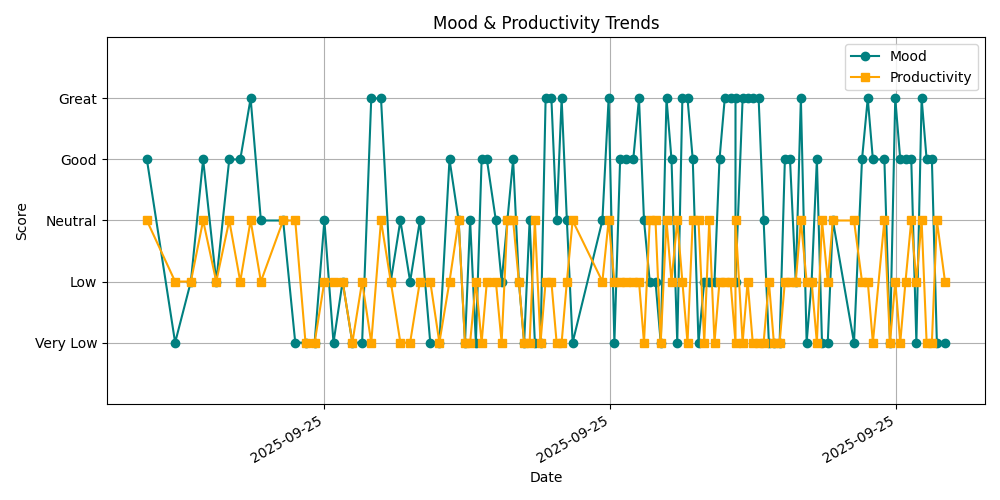 Mood & Productivity Trends
Mood
Productivity
Great
Good
Neutral
Low
Very Low
Score
2025-09-25
2025-09-25
2025-09-25
Date